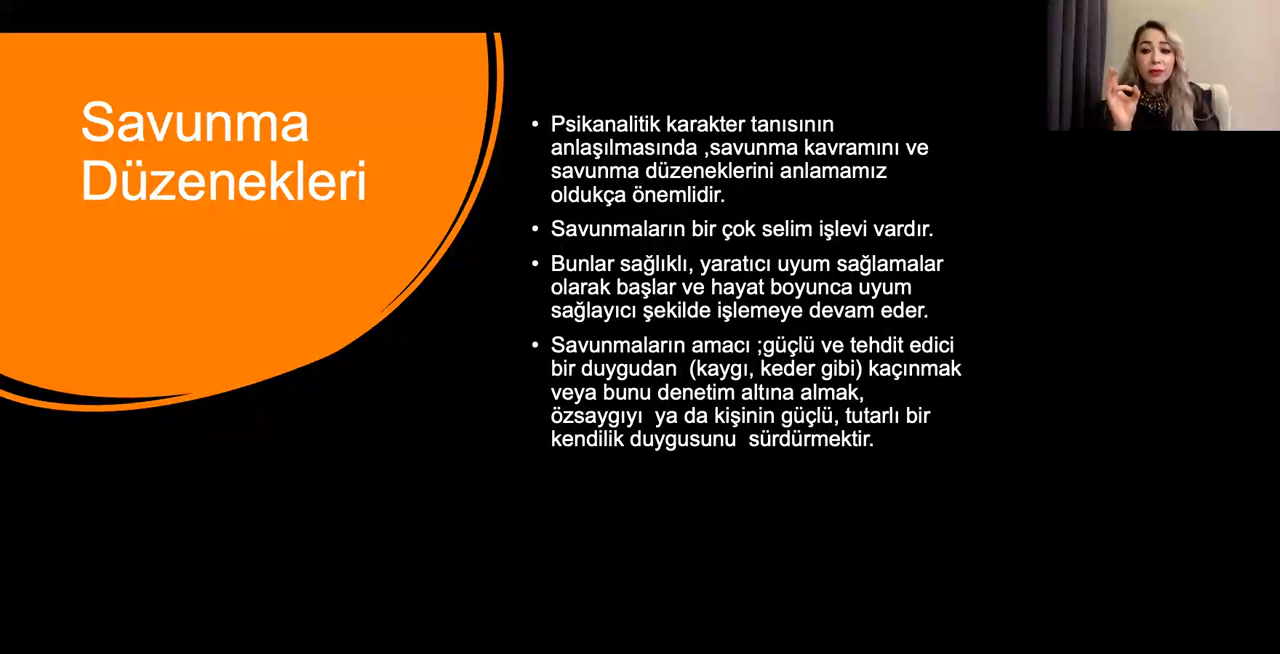 Savunma
Düzenekleri
• Psikanalitik karakter tanısının
anlaşılmasında ,savunma kavramını ve
savunma düzeneklerini anlamamız
oldukça önemlidir.
• Savunmaların bir çok selim işlevi vardır.
• Bunlar sağlıklı, yaratıcı uyum sağlamalar
olarak başlar ve hayat boyunca uyum
sağlayıcı şekilde işlemeye devam eder.
• Savunmaların amacı ;güçlü ve tehdit edici
bir duygudan  (kaygı, keder gibi) kaçınmak
veya bunu denetim altına almak,
özsaygıyı  ya da kişinin güçlü, tutarlı bir
kendilik duygusunu  sürdürmektir.